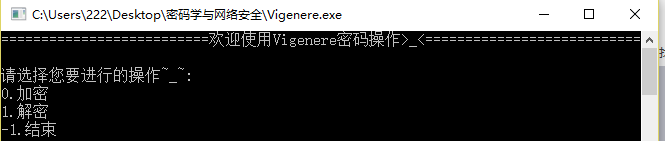 C:\Users\222\Desktop\密码学与网络安全\Vigenere.exe
==========================欢迎使用Vigenere密码操作>_<===========================
请选择您要进行的操作~_~:
0.加密
1.解密
-1.结束